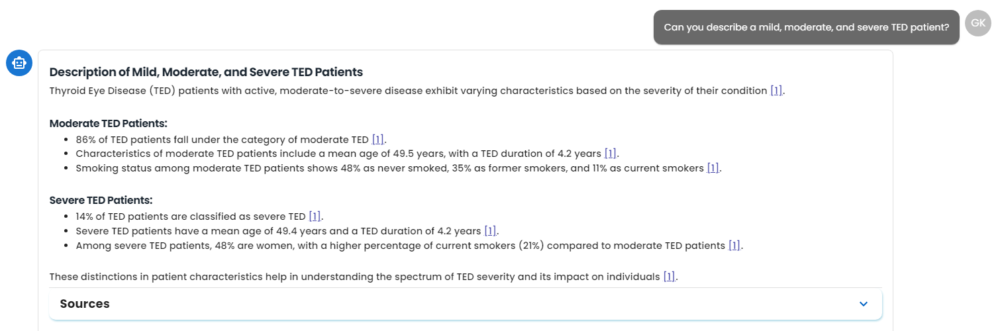 Can you describe a mild, moderate, and severe TED patient?
GK
Description of Mild, Moderate, and Severe TED Patients
Thyroid Eye Disease (TED) patients with active, moderate-to-severe disease exhibit varying characteristics based on the severity of their condition [1].
Moderate TED Patients:
• 86% of TED patients fall under the category of moderate TED [1].
• Characteristics of moderate TED patients include a mean age of 49.5 years, with a TED duration of 4.2 years [1].
• Smoking status among moderate TED patients shows 48% as never smoked, 35% as former smokers, and 11% as current smokers [1].
Severe TED Patients:
• 14% of TED patients are classified as severe TED [1].
• Severe TED patients have a mean age of 49.4 years and a TED duration of 4.2 years [1].
• Among severe TED patients, 48% are women, with a higher percentage of current smokers (21%) compared to moderate TED patients [1].
These distinctions in patient characteristics help in understanding the spectrum of TED severity and its impact on individuals [1].
Sources